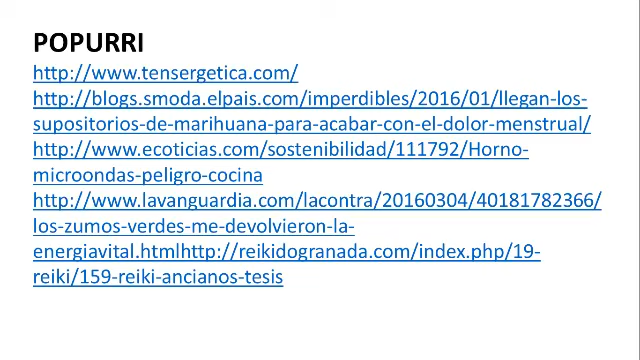 POPURRI
http://www.tensergetica.com/
http://blogs.smoda.elpais.com/imperdibles/2016/01/llegan-los-
supositorios-de-marihuana-para-acabar-con-el-dolor-menstrual/
http://www.ecoticias.com/sostenibilidad/111792/Horno-
microondas-peligro-cocina
http://www.lavanguardia.com/lacontra/20160304/40181782366/
los-zumos-verdes-me-devolvieron-la-
energiavital.htmlhttp://reikidogranada.com/index.php/19-
reiki/159-reiki-ancianos-tesis